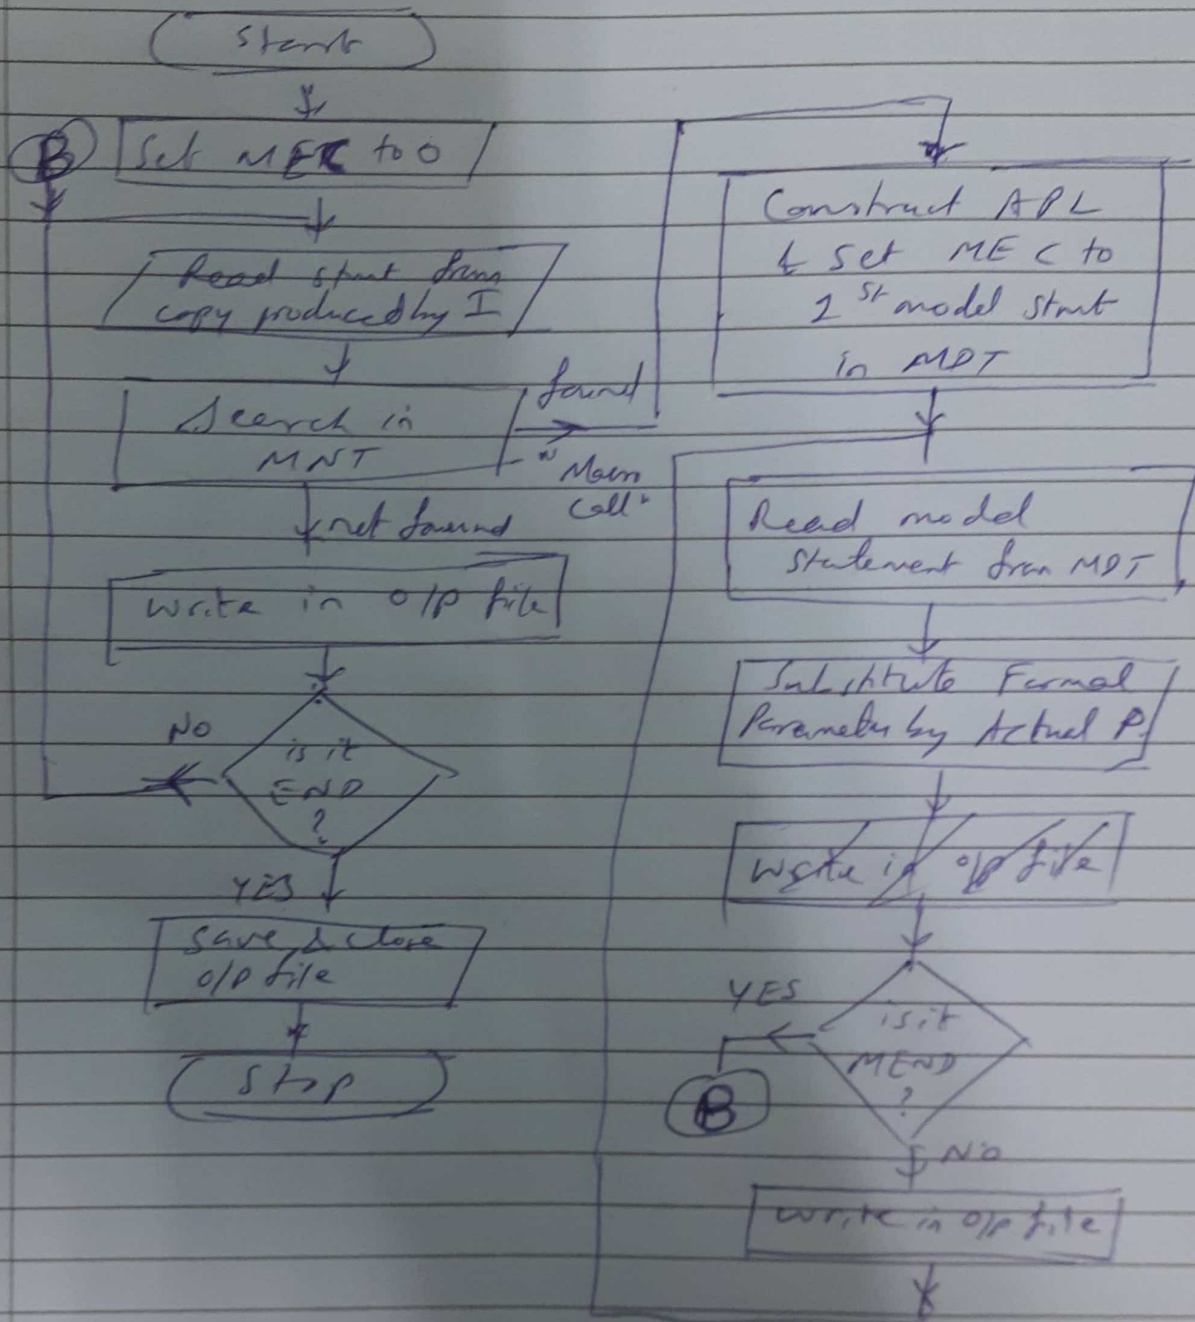 Start
B
Set MEC to 0
Read stmt from
copy produced by I
Search in
MNT
found
"Macro
Call"
not found
Write in O/P file
is it
END
?
NO
YES
Save & close
O/P file
Stop
Construct APL
& Set MEC to
1st model stmt
in MDT
Read model
Statement from MDT
Substitute Formal
Parameter by Actual P.
Write in O/P file
is it
MEND
?
YES
B
NO
Write in O/P file